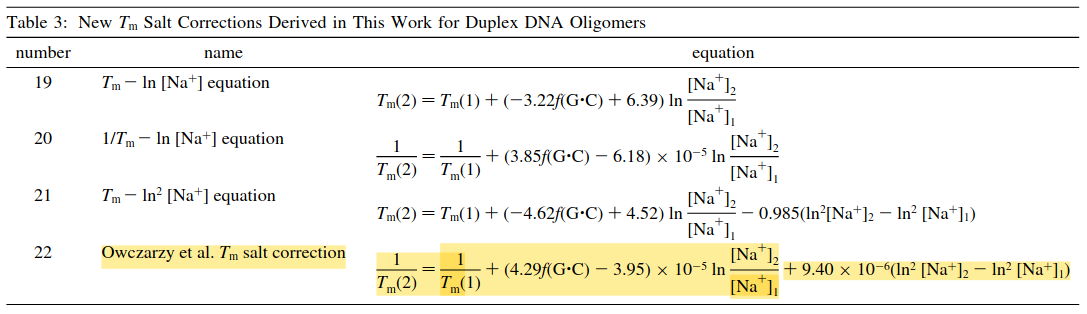 Table 3: New Tm Salt Corrections Derived in This Work for Duplex DNA Oligomers
number name equation
19 Tm − ln [Na+] equation Tm(2) = Tm(1) + (−3.22f(G·C) + 6.39) ln [Na+]2/[Na+]1
20 1/Tm − ln [Na+] equation 1/Tm(2) = 1/Tm(1) + (3.85f(G·C) − 6.18) × 10−5 ln [Na+]2/[Na+]1
21 Tm − ln2 [Na+] equation Tm(2) = Tm(1) + (−4.62f(G·C) + 4.52) ln [Na+]2/[Na+]1 − 0.985(ln2[Na+]2 − ln2 [Na+]1)
22 Owczarzy et al. Tm salt correction 1/Tm(2) = 1/Tm(1) + (4.29f(G·C) − 3.95) × 10−5 ln [Na+]2/[Na+]1 + 9.40 × 10−6(ln2 [Na+]2 − ln2 [Na+]1)